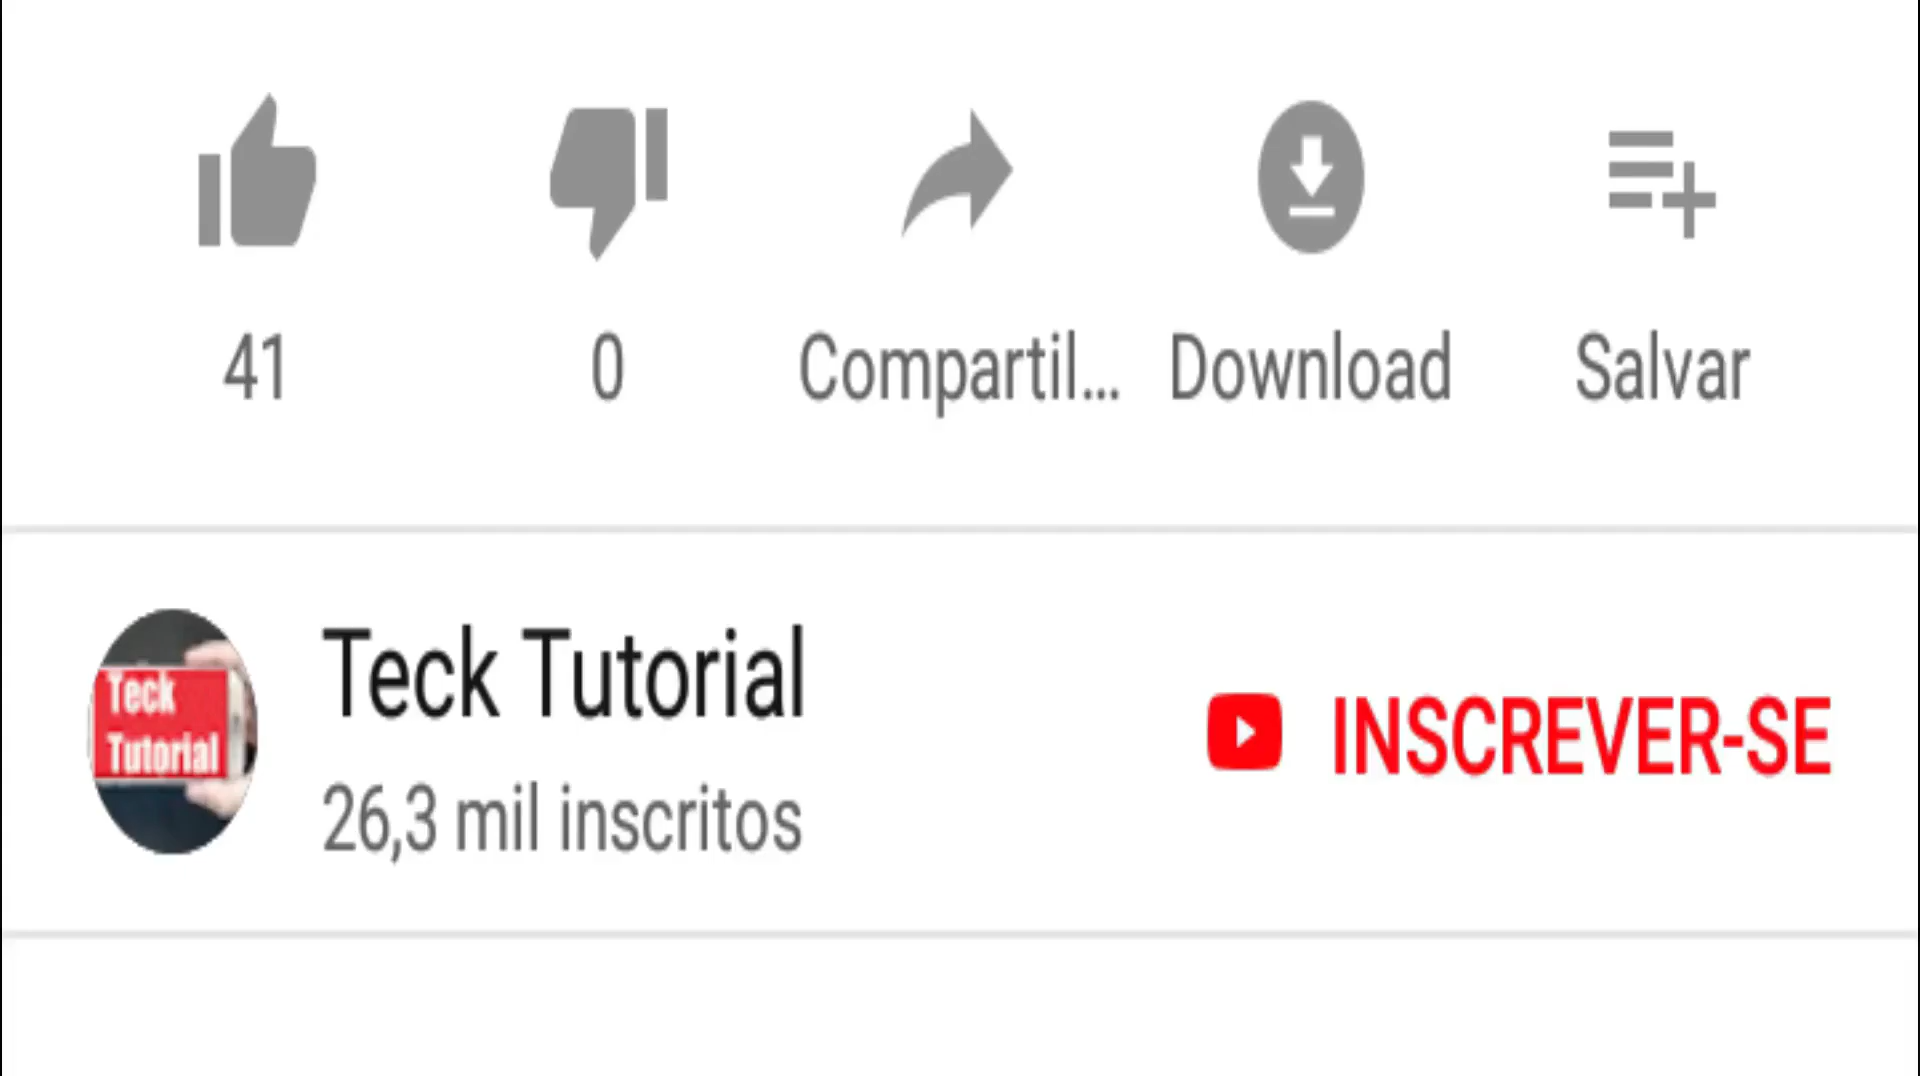 41
0
Compartil...
Download
Salvar
Teck
Tutorial
Teck Tutorial
26,3 mil inscritos
INSCREVER-SE